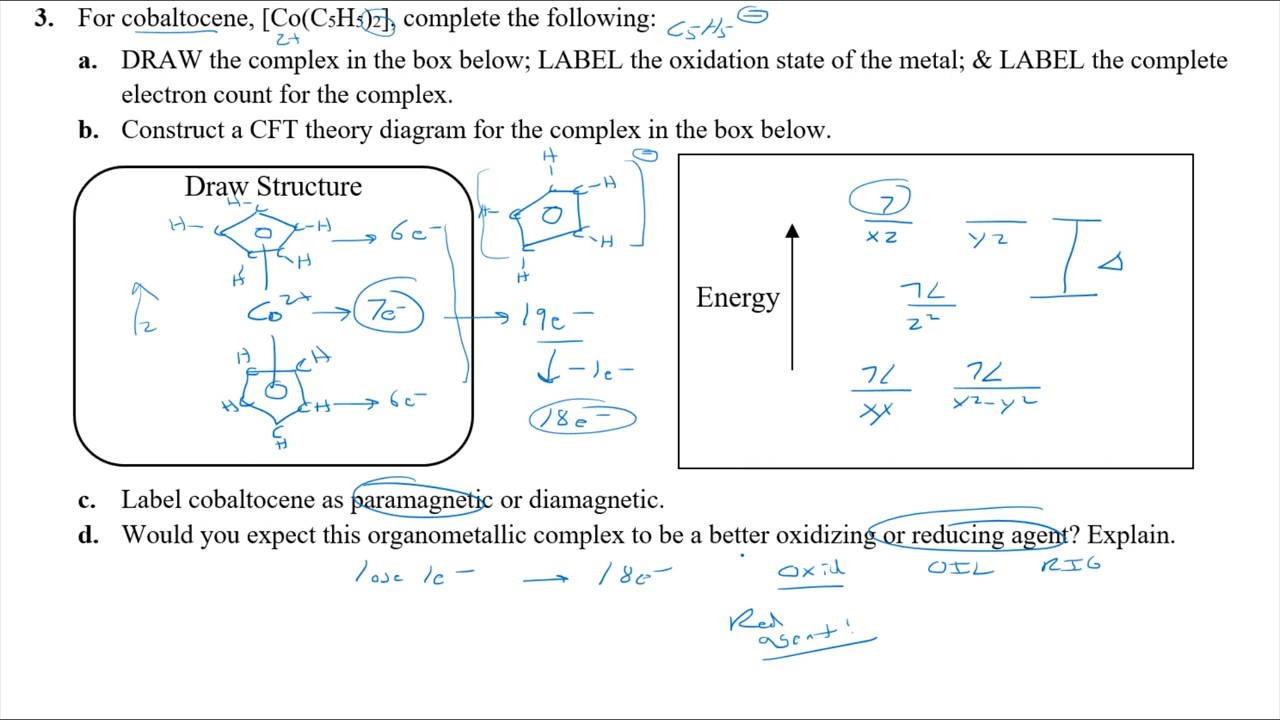 3. For cobaltocene, [Co(C5H5)2], complete the following: C5H5⊖
2+
a. DRAW the complex in the box below; LABEL the oxidation state of the metal; & LABEL the complete
electron count for the complex.
b. Construct a CFT theory diagram for the complex in the box below.
Draw Structure
H-C
H-C C-H → 6e-
C C H
H
Co2+ → 7e- → 19e-
z
↓ -1e-
18e-
H C C H
H C CH → 6e-
C
H
H
C C-H
H-C C-H
C
H
⊖
Energy
xz yz
Δ
z2
xy x2-y2
c. Label cobaltocene as paramagnetic or diamagnetic.
d. Would you expect this organometallic complex to be a better oxidizing or reducing agent? Explain.
lose 1e- → 18e- oxid OIL RIG
Red
agent!